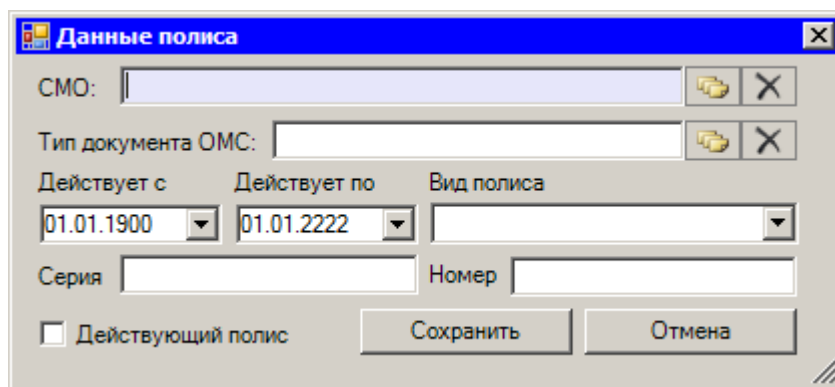 Данные полиса
СМО:
Тип документа ОМС:
Действует с Действует по Вид полиса
01.01.1900 01.01.2222
Серия Номер
Действующий полис Сохранить Отмена